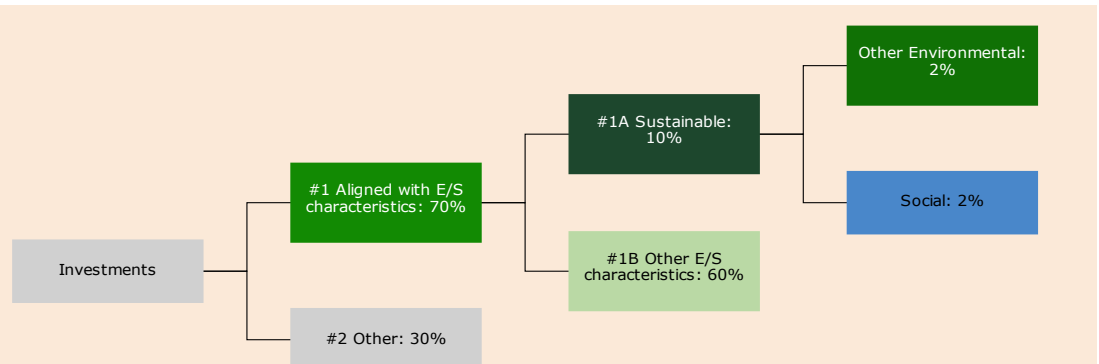 Other Environmental:
2%
#1A Sustainable:
10%
#1 Aligned with E/S
characteristics: 70%
Social: 2%
Investments
#1B Other E/S
characteristics: 60%
#2 Other: 30%